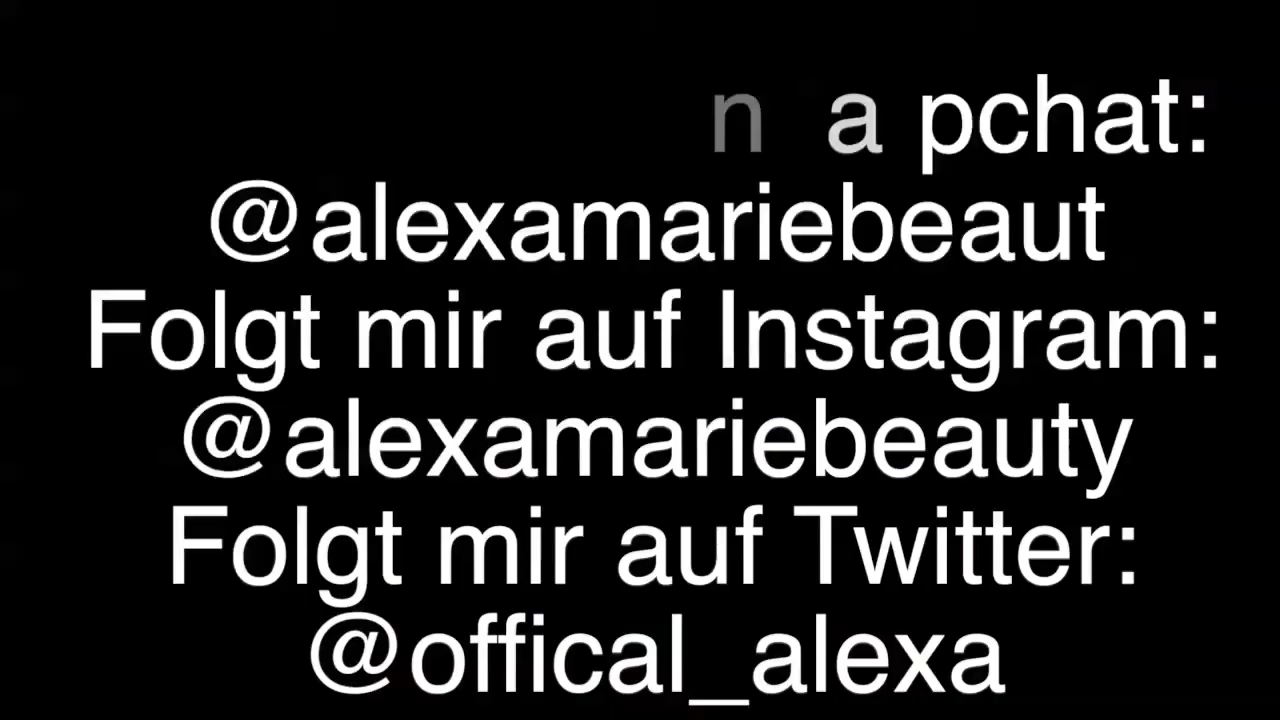 n a pchat:
@alexamariebeaut
Folgt mir auf Instagram:
@alexamariebeauty
Folgt mir auf Twitter:
@offical_alexa